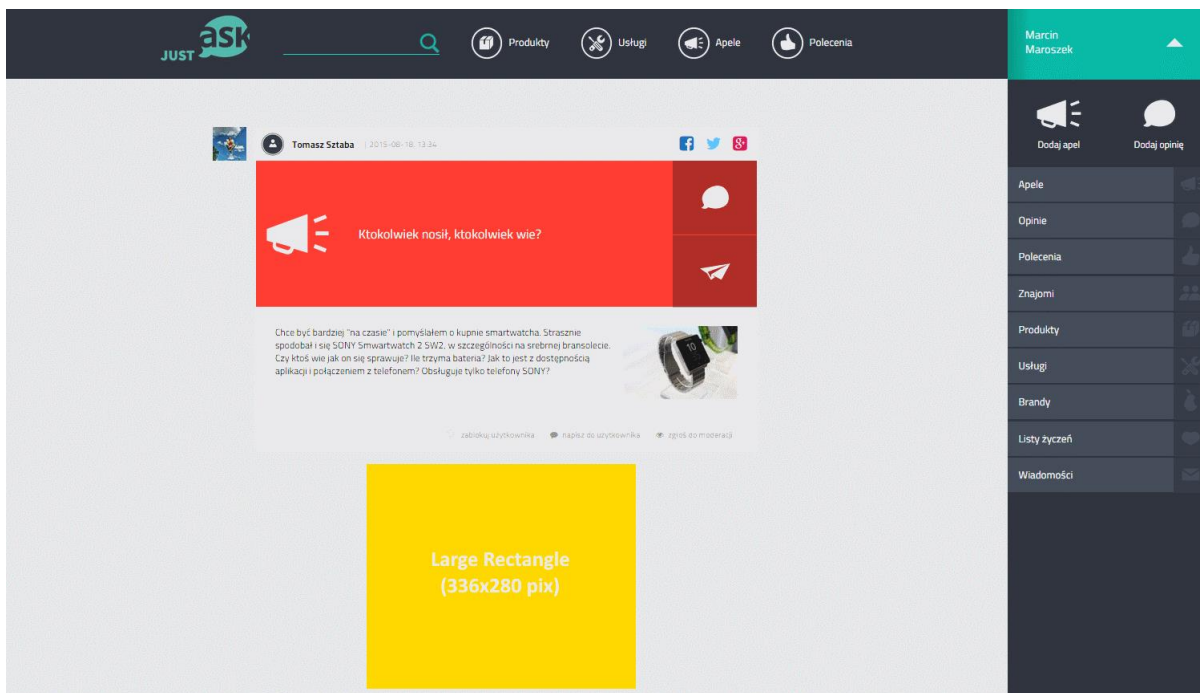 JUST ask
Produkty
Usługi
Apele
Polecenia
Marcin
Maroszek
Dodaj apel
Dodaj opinię
Tomasz Sztaba | 2015-08-18, 13:34
Ktokolwiek nosił, ktokolwiek wie?
Chce być bardziej "na czasie" i pomyślałem o kupnie smartwatcha. Strasznie
spodobał i się SONY Smwartwatch 2 SW2, w szczególności na srebrnej bransolecie.
Czy ktoś wie jak on się sprawuje? Ile trzyma bateria? Jak to jest z dostępnością
aplikacji i połączeniem z telefonem? Obsługuje tylko telefony SONY?
zablokuj użytkownika
napisz do użytkownika
zgłoś do moderacji
Large Rectangle
(336x280 pix)
Apele
Opinie
Polecenia
Znajomi
Produkty
Usługi
Brandy
Listy życzeń
Wiadomości